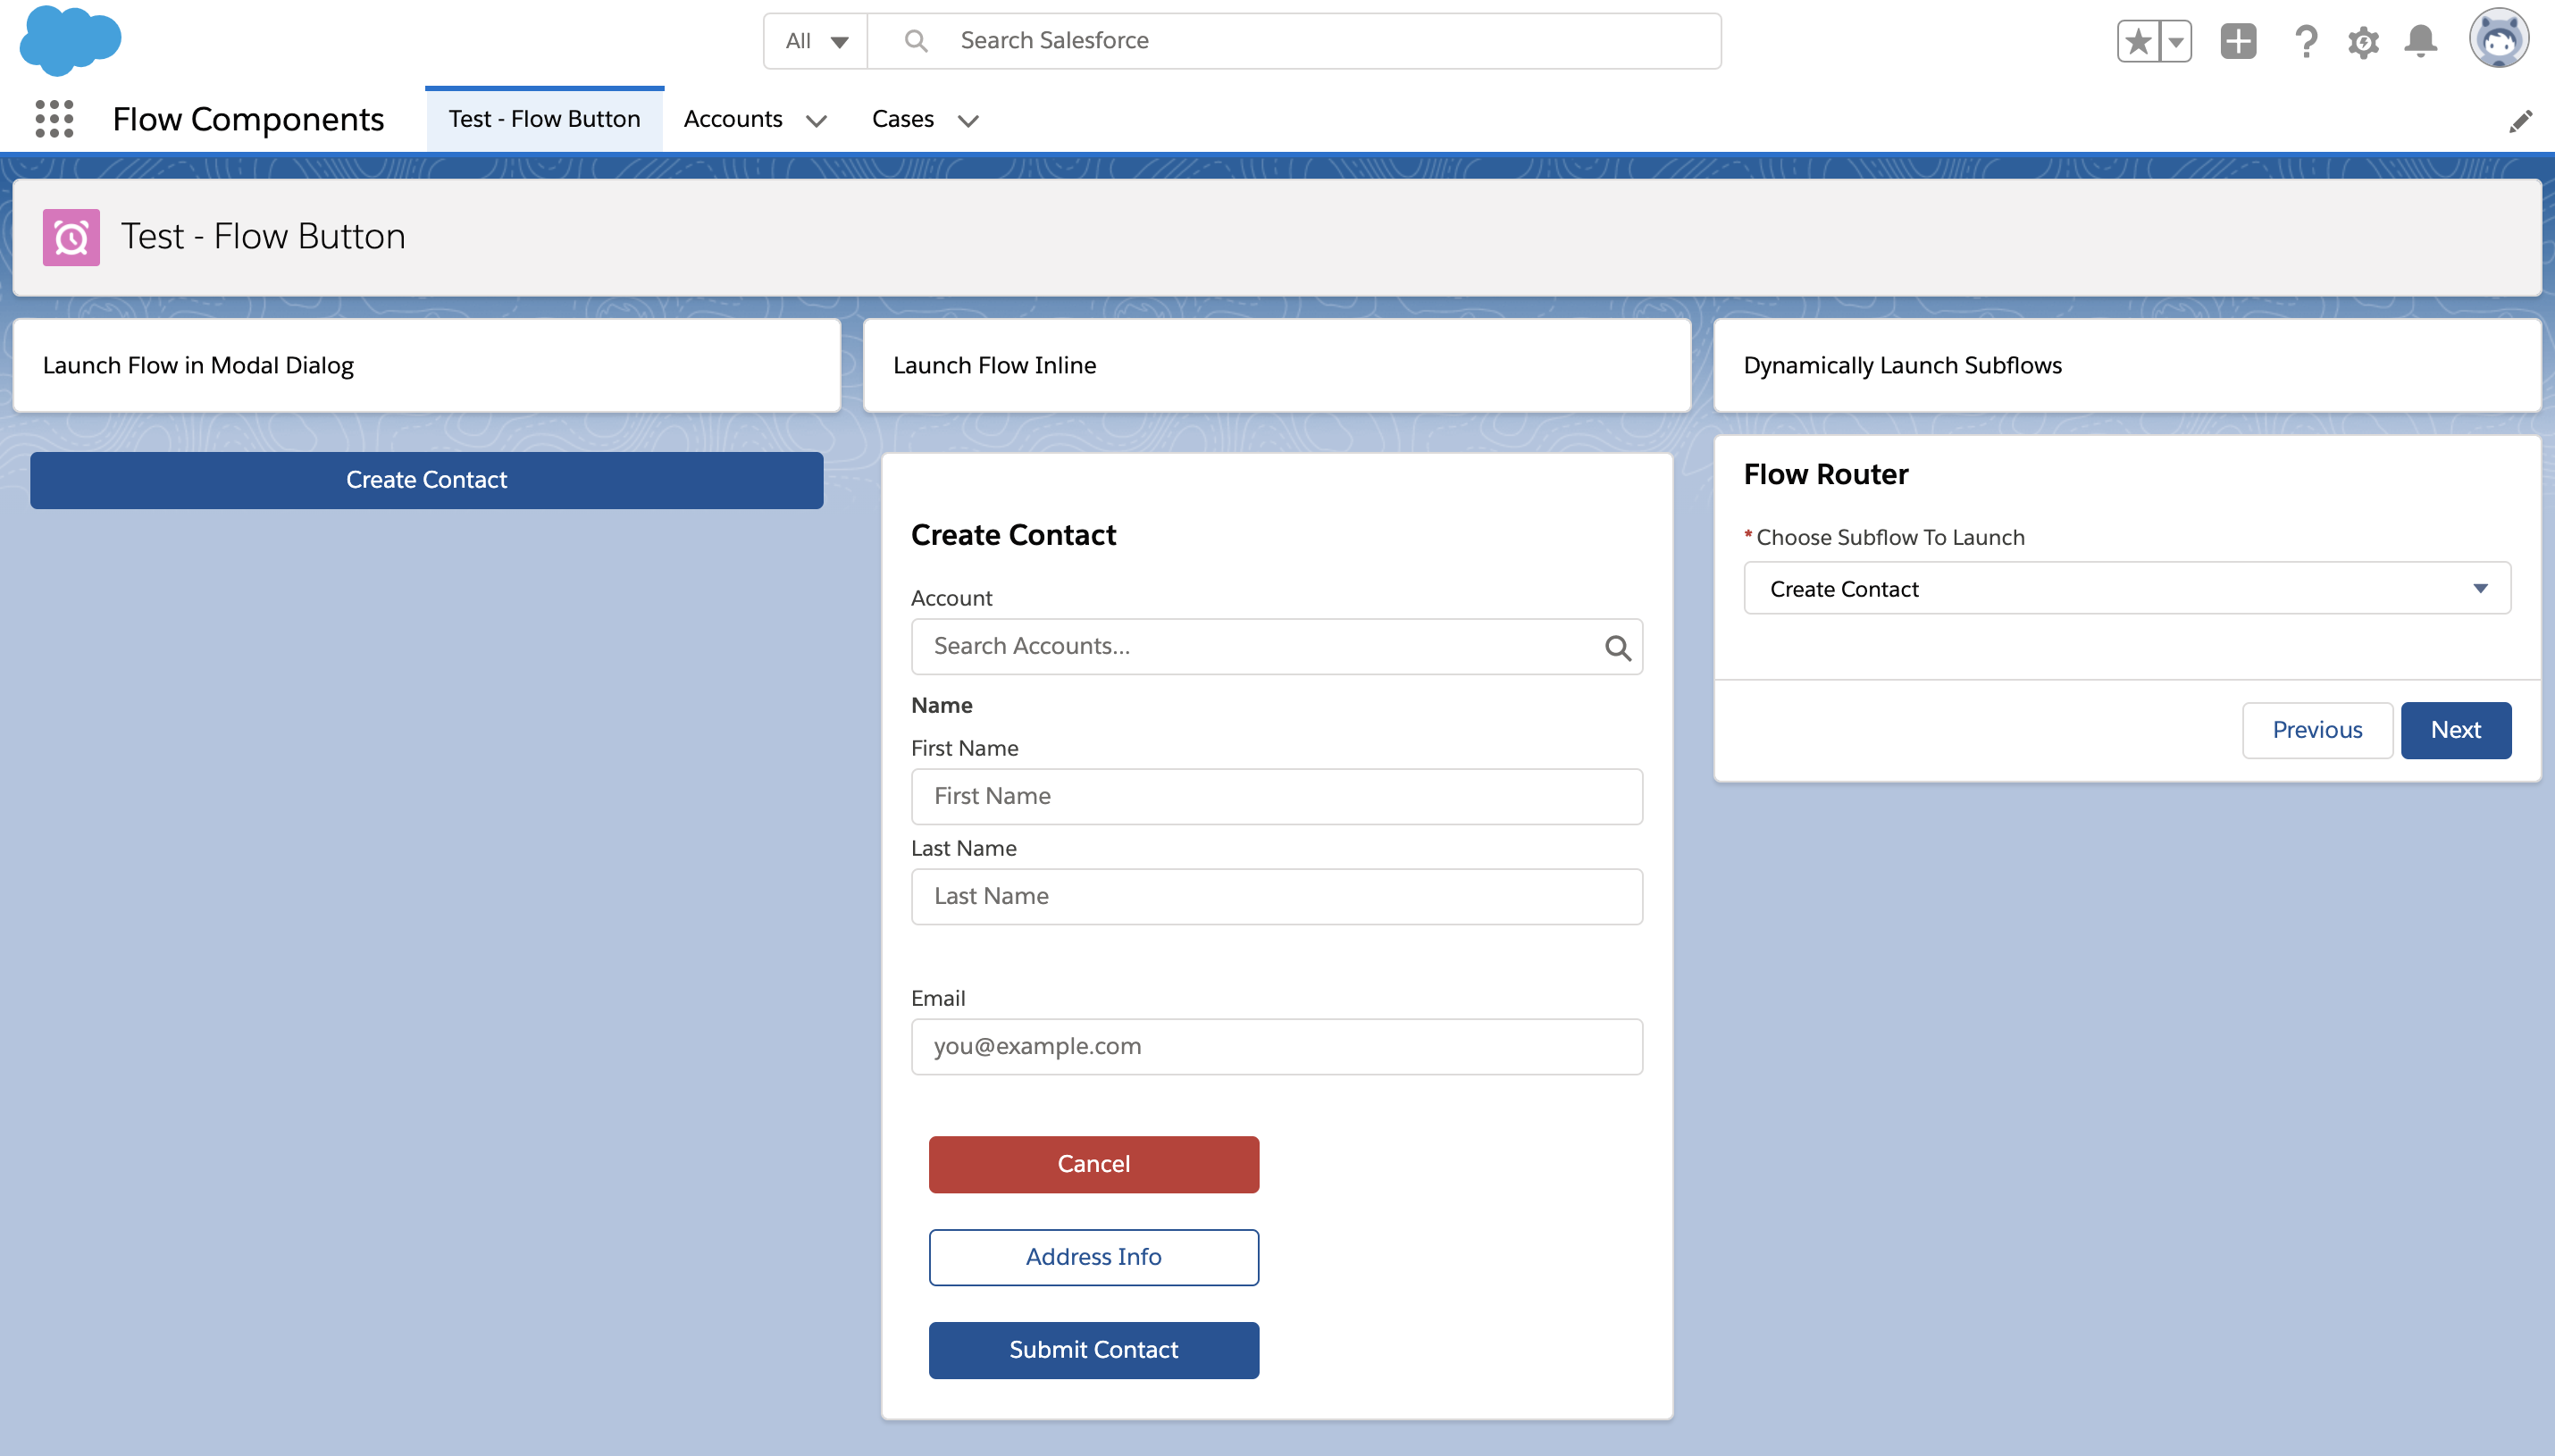 All
Search Salesforce
Flow Components
Test - Flow Button
Accounts
Cases
Test - Flow Button
Launch Flow in Modal Dialog
Create Contact
Launch Flow Inline
Create Contact
Account
Search Accounts...
Name
First Name
First Name
Last Name
Last Name
Email
you@example.com
Cancel
Address Info
Submit Contact
Dynamically Launch Subflows
Flow Router
* Choose Subflow To Launch
Create Contact
Previous
Next